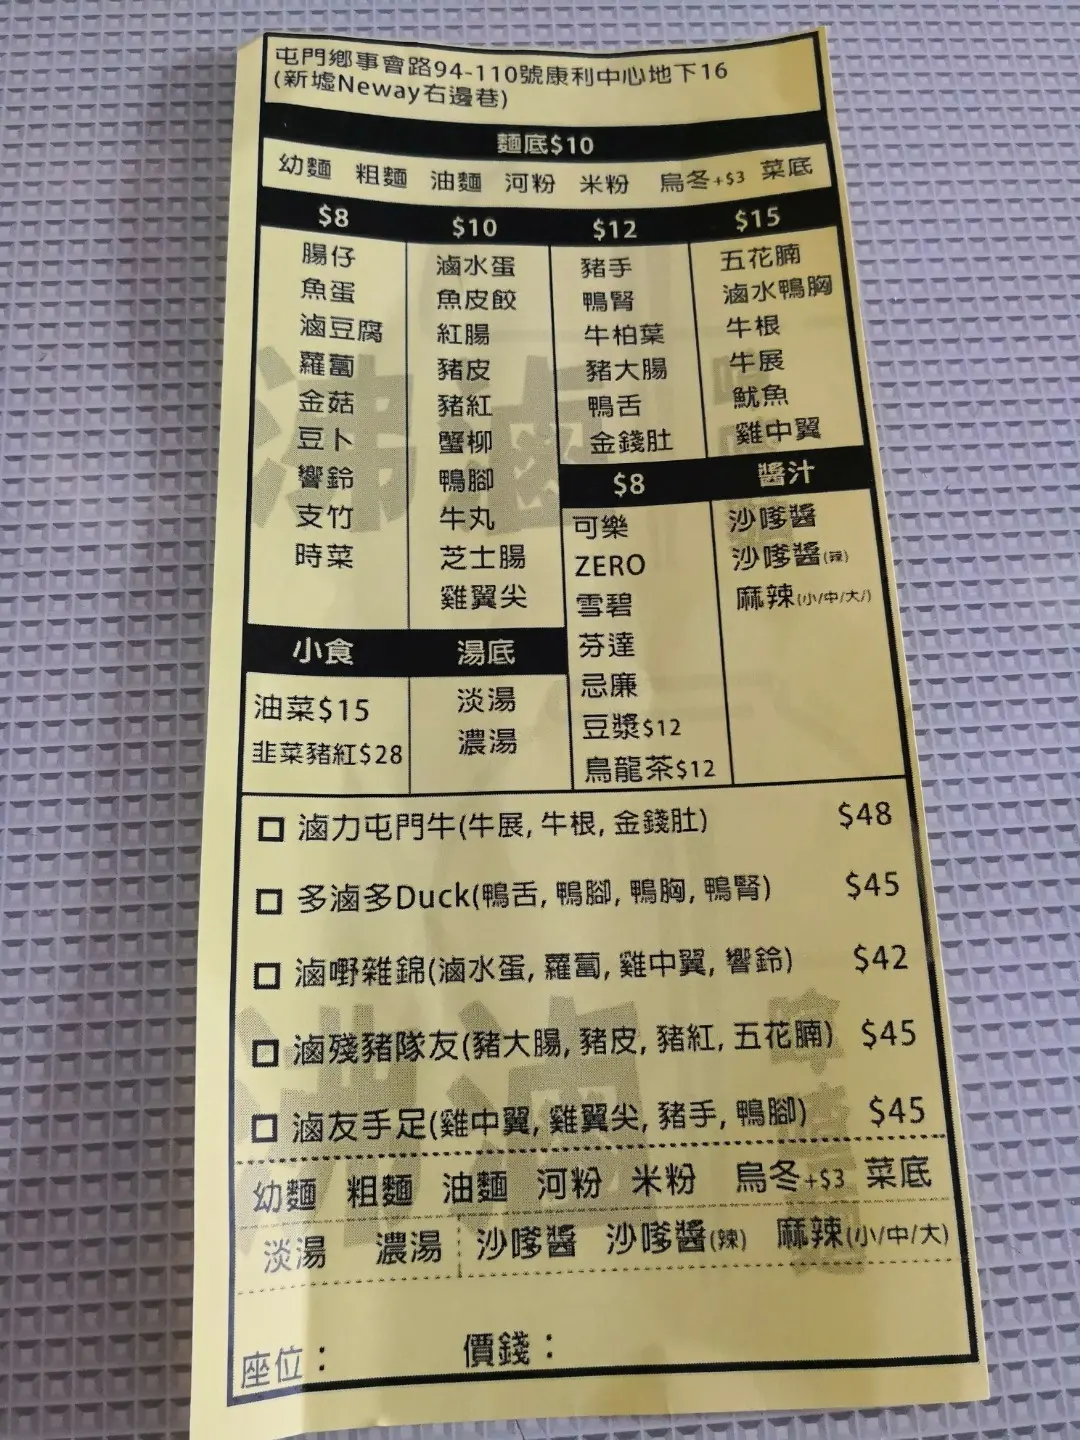 屯門鄉事會路94-110號康利中心地下16
(新墟Neway右邊巷)
麵底$10
幼麵 粗麵 油麵 河粉 米粉 烏冬+$3 菜底
$8
腸仔
魚蛋
滷豆腐
蘿蔔
金菇
豆卜
響鈴
支竹
時菜
$10
滷水蛋
魚皮餃
紅腸
豬皮
豬紅
蟹柳
鴨腳
牛丸
芝士腸
雞翼尖
$12
豬手
鴨腎
牛柏葉
豬大腸
鴨舌
金錢肚
$15
五花腩
滷水鴨胸
牛根
牛展
魷魚
雞中翼
$8
可樂
ZERO
雪碧
芬達
忌廉
豆漿$12
烏龍茶$12
醬汁
沙嗲醬
沙嗲醬(辣)
麻辣(小/中/大/)
小食
油菜$15
韭菜豬紅$28
湯底
淡湯
濃湯
滷力屯門牛(牛展, 牛根, 金錢肚) $48
多滷多Duck(鴨舌, 鴨腳, 鴨胸, 鴨腎) $45
滷嘢雜錦(滷水蛋, 蘿蔔, 雞中翼, 響鈴) $42
滷殘豬隊友(豬大腸, 豬皮, 豬紅, 五花腩) $45
滷友手足(雞中翼, 雞翼尖, 豬手, 鴨腳) $45
幼麵 粗麵 油麵 河粉 米粉 烏冬+$3 菜底
淡湯 濃湯 沙嗲醬 沙嗲醬(辣) 麻辣(小/中/大)
座位： 價錢：